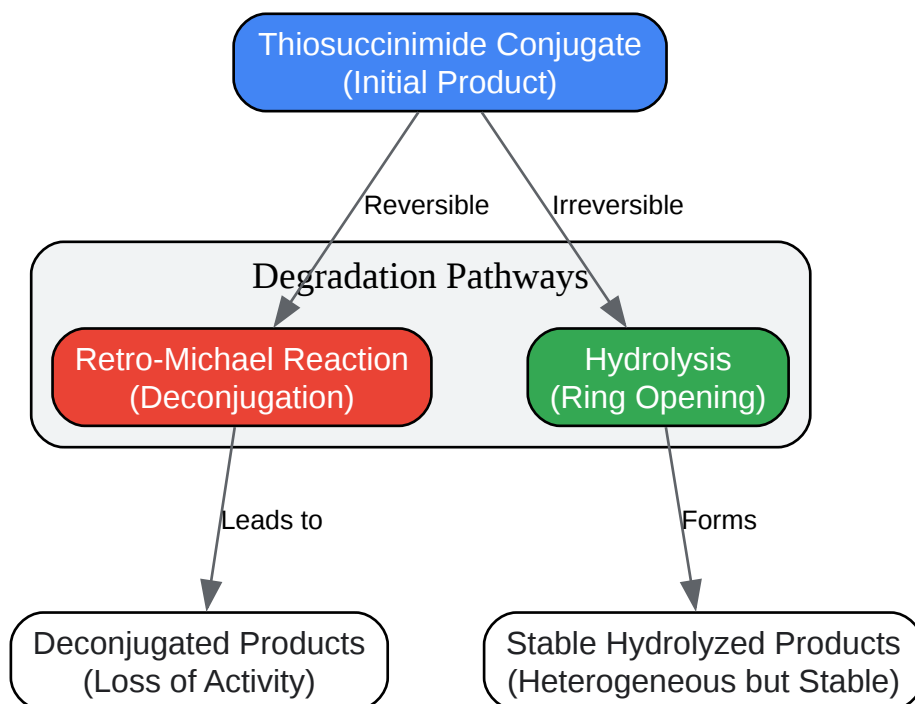 Thiosuccinimide Conjugate
(Initial Product)
Reversible
Irreversible
Degradation Pathways
Retro-Michael Reaction
(Deconjugation)
Hydrolysis
(Ring Opening)
Leads to
Forms
Deconjugated Products
(Loss of Activity)
Stable Hydrolyzed Products
(Heterogeneous but Stable)